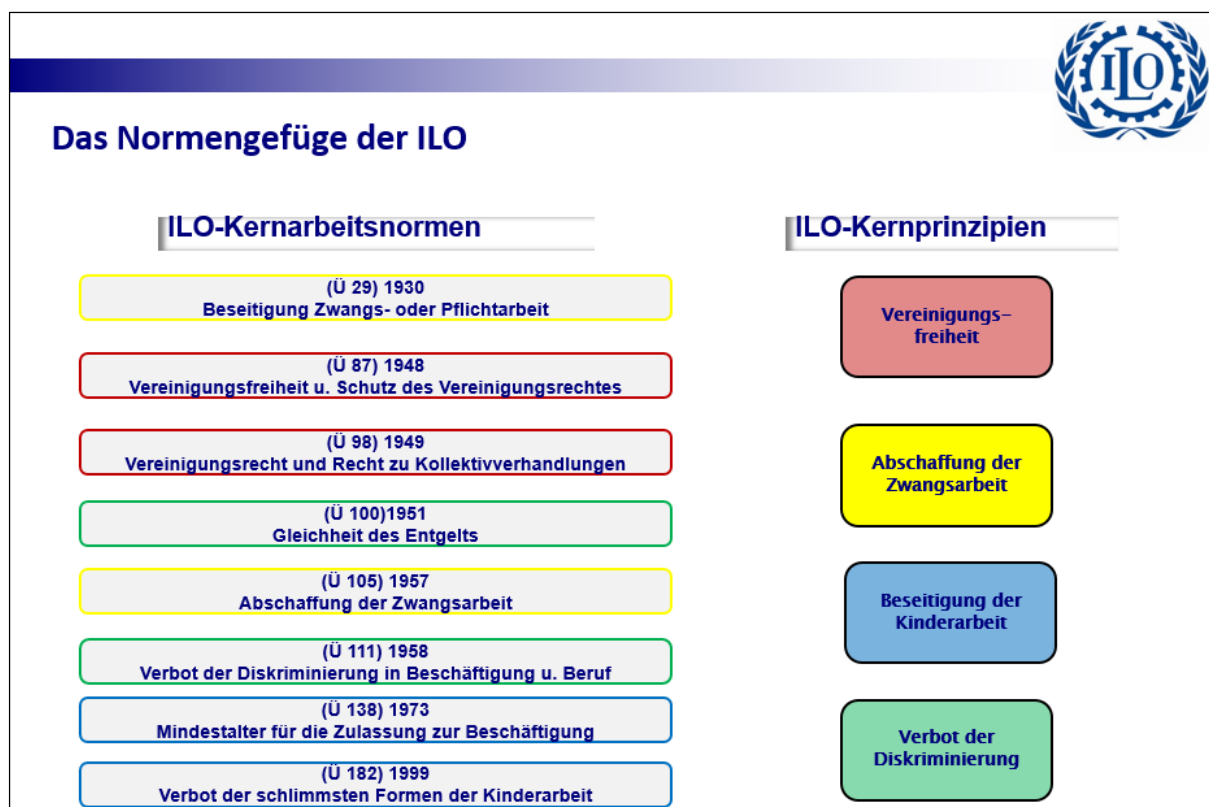 ILO
Das Normengefüge der ILO
ILO-Kernarbeitsnormen
(Ü 29) 1930
Beseitigung Zwangs- oder Pflichtarbeit
(Ü 87) 1948
Vereinigungsfreiheit u. Schutz des Vereinigungsrechtes
(Ü 98) 1949
Vereinigungsrecht und Recht zu Kollektivverhandlungen
(Ü 100)1951
Gleichheit des Entgelts
(Ü 105) 1957
Abschaffung der Zwangsarbeit
(Ü 111) 1958
Verbot der Diskriminierung in Beschäftigung u. Beruf
(Ü 138) 1973
Mindestalter für die Zulassung zur Beschäftigung
(Ü 182) 1999
Verbot der schlimmsten Formen der Kinderarbeit
ILO-Kernprinzipien
Vereinigungs-
freiheit
Abschaffung der
Zwangsarbeit
Beseitigung der
Kinderarbeit
Verbot der
Diskriminierung